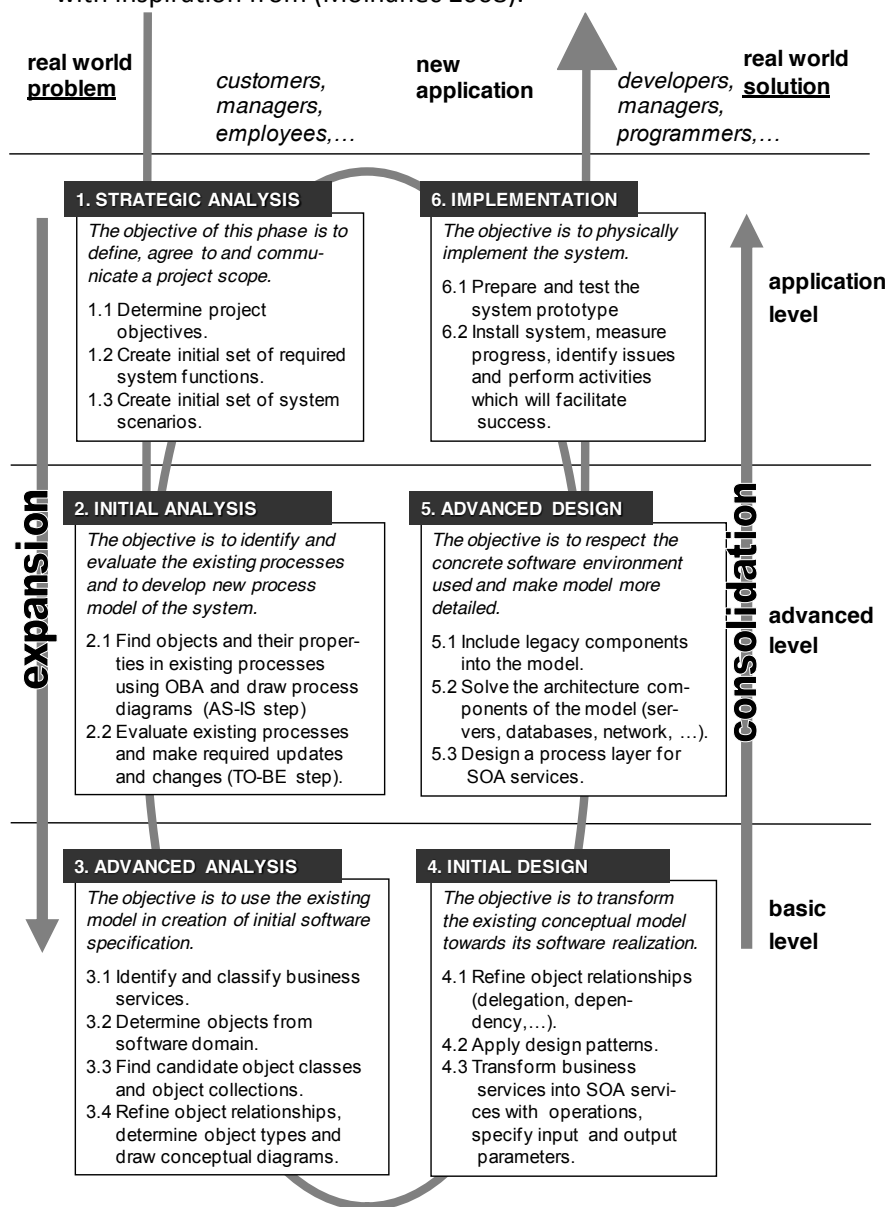 with inspiration from (Molhanec 2008).
real world
problem
customers,
managers,
employees,…
new
application
developers,
managers,
programmers,…
real world
solution
1. STRATEGIC ANALYSIS
The objective of this phase is to
define, agree to and commu-
nicate a project scope.
1.1 Determine project
objectives.
1.2 Create initial set of required
system functions.
1.3 Create initial set of system
scenarios.
6. IMPLEMENTATION
The objective is to physically
implement the system.
6.1 Prepare and test the
system prototype
6.2 Install system, measure
progress, identify issues
and perform activities
which will facilitate
success.
application
level
expansion
2. INITIAL ANALYSIS
The objective is to identify and
evaluate the existing processes
and to develop new process
model of the system.
2.1 Find objects and their proper-
ties in existing processes
using OBA and draw process
diagrams (AS-IS step)
2.2 Evaluate existing processes
and make required updates
and changes (TO-BE step).
5. ADVANCED DESIGN
The objective is to respect the
concrete software environment
used and make model more
detailed.
5.1 Include legacy components
into the model.
5.2 Solve the architecture com-
ponents of the model (ser-
vers, databases, network, …).
5.3 Design a process layer for
SOA services.
consolidation
advanced
level
3. ADVANCED ANALYSIS
The objective is to use the existing
model in creation of initial software
specification.
3.1 Identify and classify business
services.
3.2 Determine objects from
software domain.
3.3 Find candidate object classes
and object collections.
3.4 Refine object relationships,
determine object types and
draw conceptual diagrams.
4. INITIAL DESIGN
The objective is to transform
the existing conceptual model
towards its software realization.
4.1 Refine object relationships
(delegation, depen-
dency,…).
4.2 Apply design patterns.
4.3 Transform business
services into SOA servi-
ces with operations,
specify input and output
parameters.
basic
level